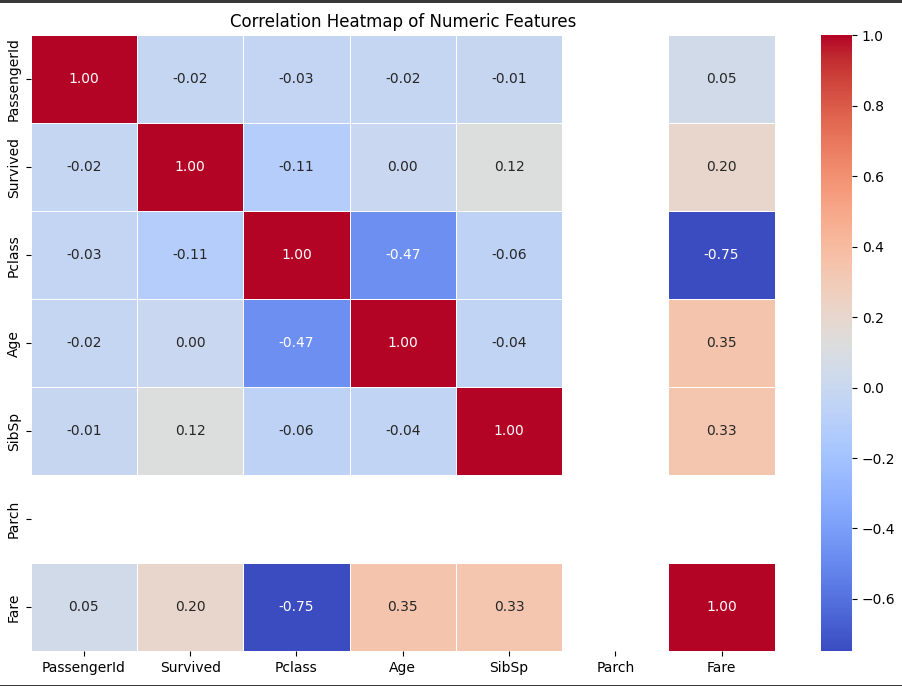 Correlation Heatmap of Numeric Features
PassengerId 1.00 -0.02 -0.03 -0.02 -0.01 0.05
Survived -0.02 1.00 -0.11 0.00 0.12 0.20
Pclass -0.03 -0.11 1.00 -0.47 -0.06 -0.75
Age -0.02 0.00 -0.47 1.00 -0.04 0.35
SibSp -0.01 0.12 -0.06 -0.04 1.00 0.33
Parch
Fare 0.05 0.20 -0.75 0.35 0.33 1.00
PassengerId Survived Pclass Age SibSp Parch Fare
1.0
0.8
0.6
0.4
0.2
0.0
−0.2
−0.4
−0.6